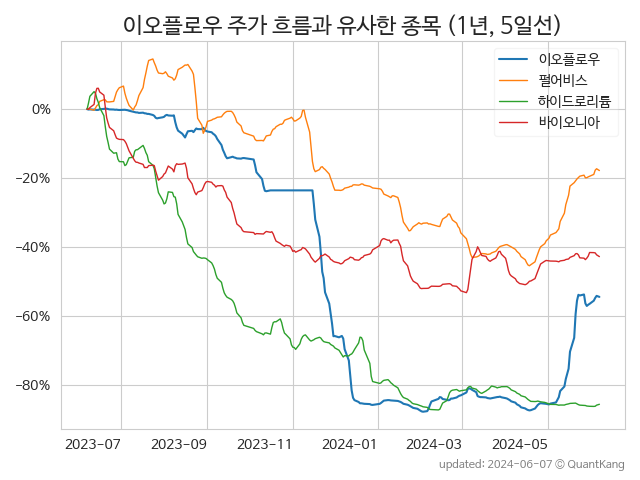 이오플로우 주가 흐름과 유사한 종목 (1년, 5일선)
이오플로우
펄어비스
하이드로리튬
바이오니아
0%
−20%
−40%
−60%
−80%
2023-07 2023-09 2023-11 2024-01 2024-03 2024-05
updated: 2024-06-07 © QuantKang